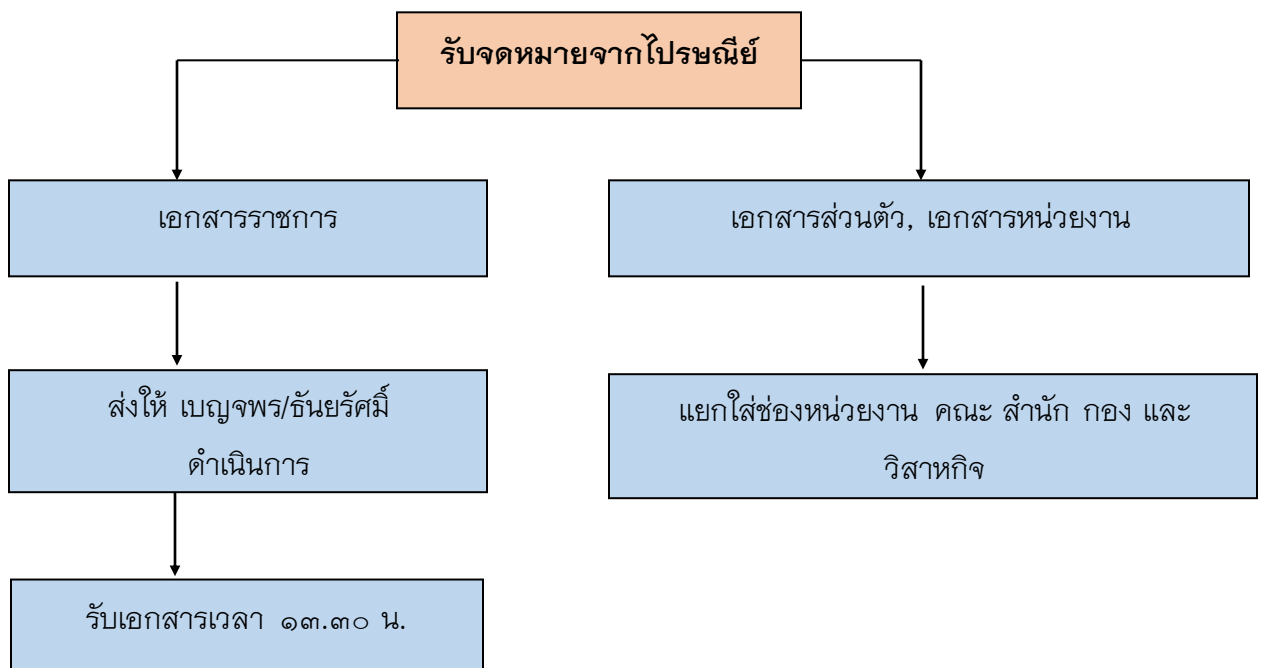 รับจดหมายจากไปรษณีย์
เอกสารราชการ
เอกสารส่วนตัว, เอกสารหน่วยงาน
ส่งให้ เบญจพร/ธันยรัศมิ์
ดำเนินการ
แยกใส่ช่องหน่วยงาน คณะ สำนัก กอง และ
วิสาหกิจ
รับเอกสารเวลา ๑๓.๓๐ น.